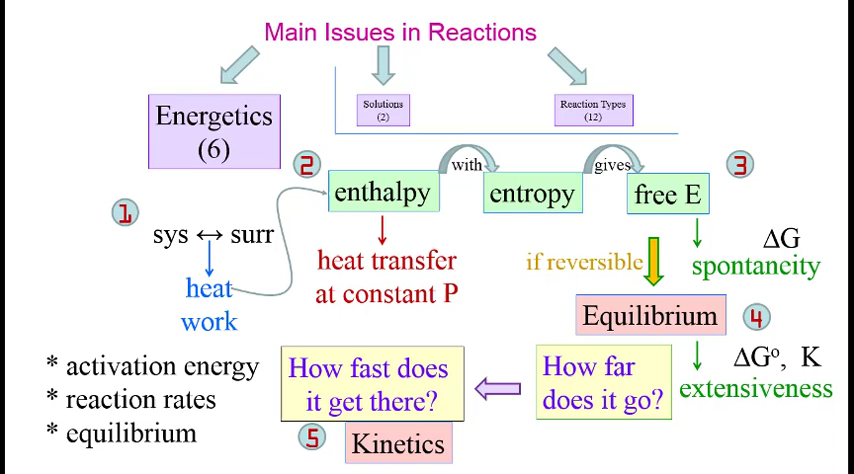 Main Issues in Reactions
Energetics
(6)
Solutions
(2)
Reaction Types
(12)
2
enthalpy
with
entropy
gives
free E
3
1
sys ↔ surr
heat
work
heat transfer
at constant P
if reversible
ΔG
spontaneity
Equilibrium
4
ΔGº, K
extensiveness
How far
does it go?
How fast does
it get there?
5
Kinetics
* activation energy
* reaction rates
* equilibrium